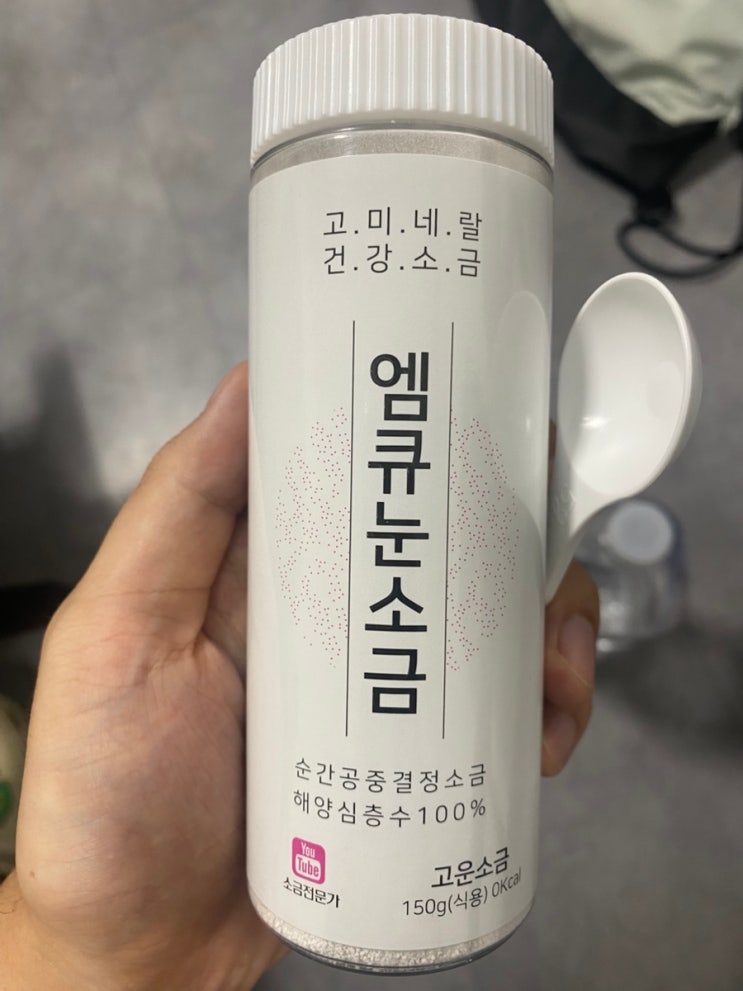 고.미.네.랄
건.강.소.금
엠큐눈소금
순간공중결정소금
해양심층수100%
You
Tube
소금전문가
고운소금
150g(식용) 0Kcal